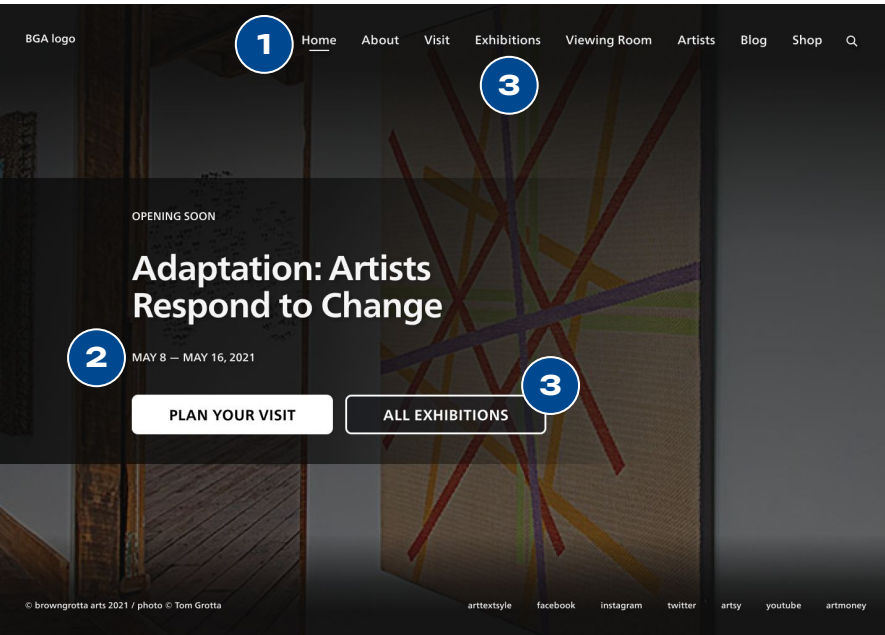 BGA logo
1
Home About Visit Exhibitions Viewing Room Artists Blog Shop
3
OPENING SOON
Adaptation: Artists
Respond to Change
2
MAY 8 — MAY 16, 2021
3
PLAN YOUR VISIT ALL EXHIBITIONS
© browngrotta arts 2021 / photo © Tom Grotta
arttextsyle facebook instagram twitter artsy youtube artmoney